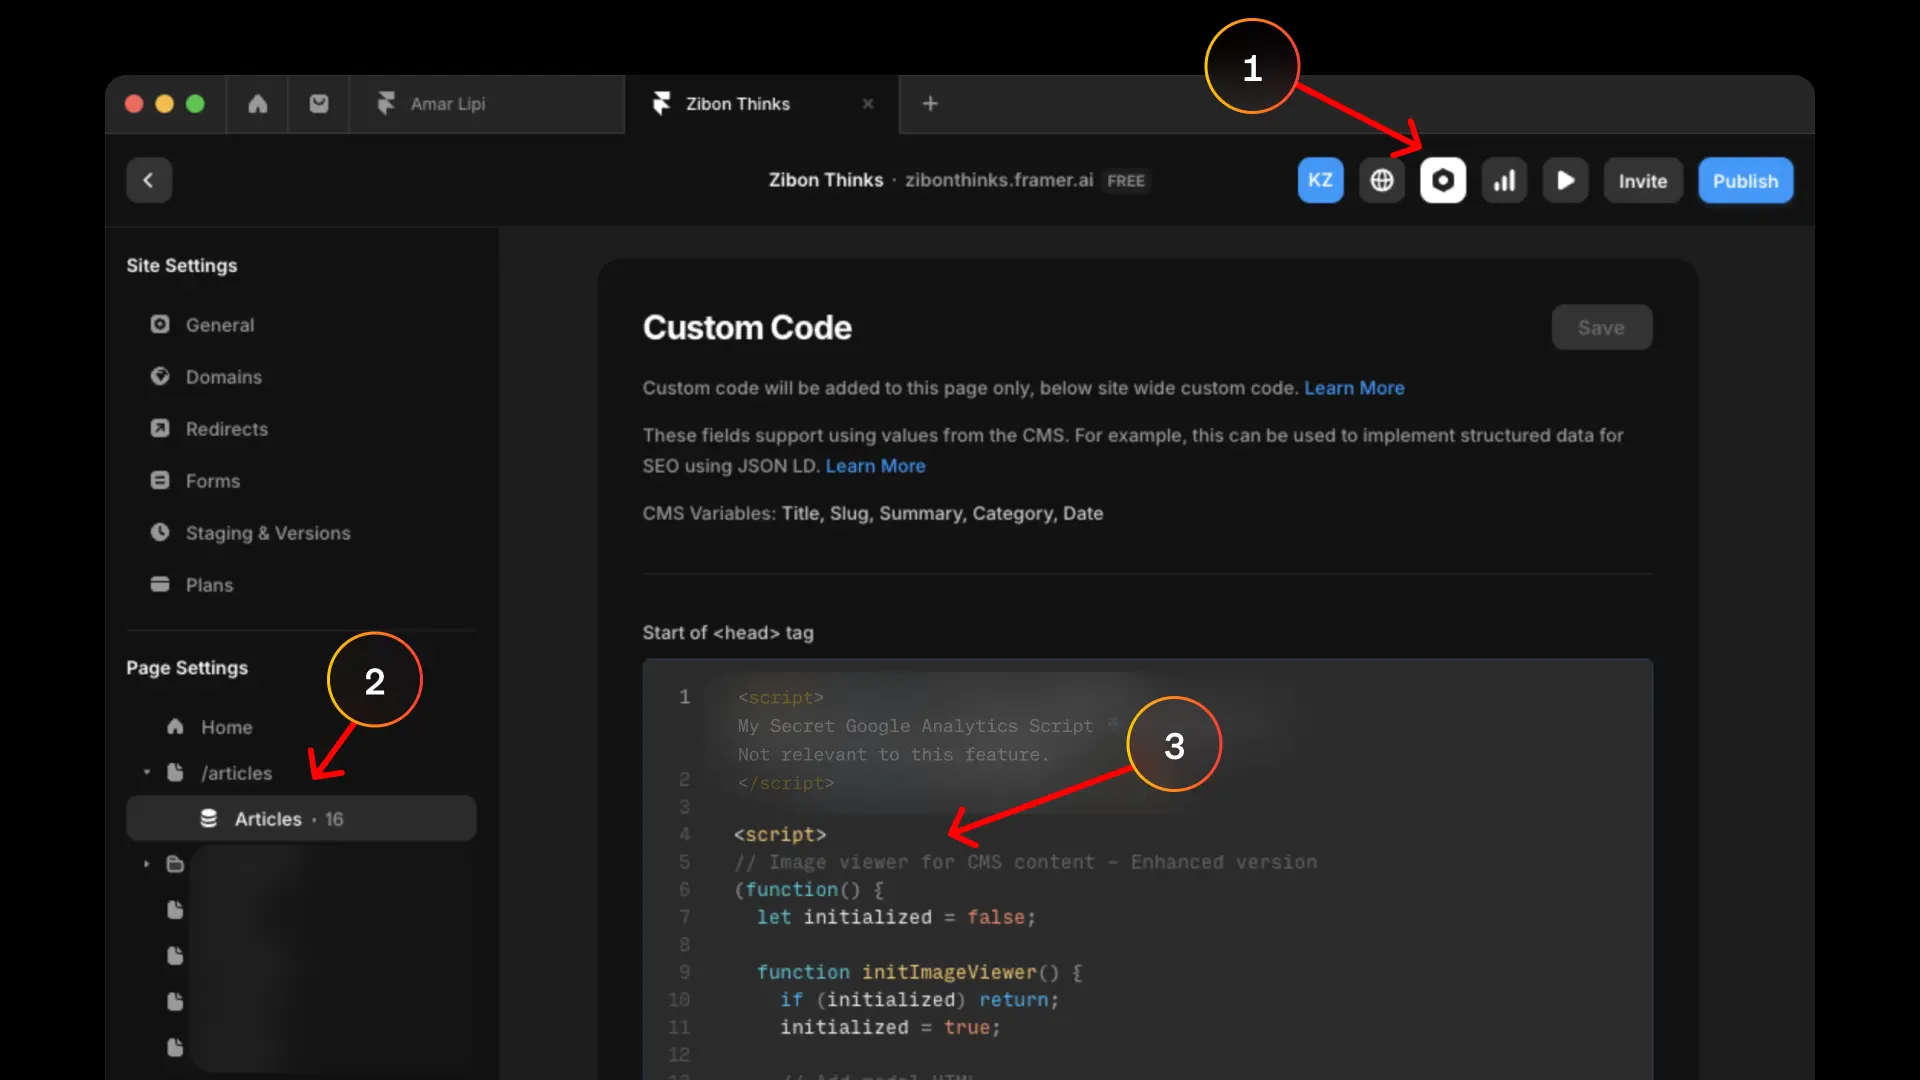 1
Amar Lipi
Zibon Thinks
Zibon Thinks · zibonthinks.framer.ai FREE
KZ
Invite
Publish
Site Settings
General
Domains
Redirects
Forms
Staging & Versions
Plans
Page Settings
2
Home
/articles
Articles · 16
Custom Code
Save
Custom code will be added to this page only, below site wide custom code. Learn More
These fields support using values from the CMS. For example, this can be used to implement structured data for
SEO using JSON LD. Learn More
CMS Variables: Title, Slug, Summary, Category, Date
Start of <head> tag
3
1 <script>
My Secret Google Analytics Script
Not relevant to this feature.
2 </script>
3
4 <script>
5 // Image viewer for CMS content – Enhanced version
6 (function() {
7 let initialized = false;
8
9 function initImageViewer() {
10 if (initialized) return;
11 initialized = true;
12